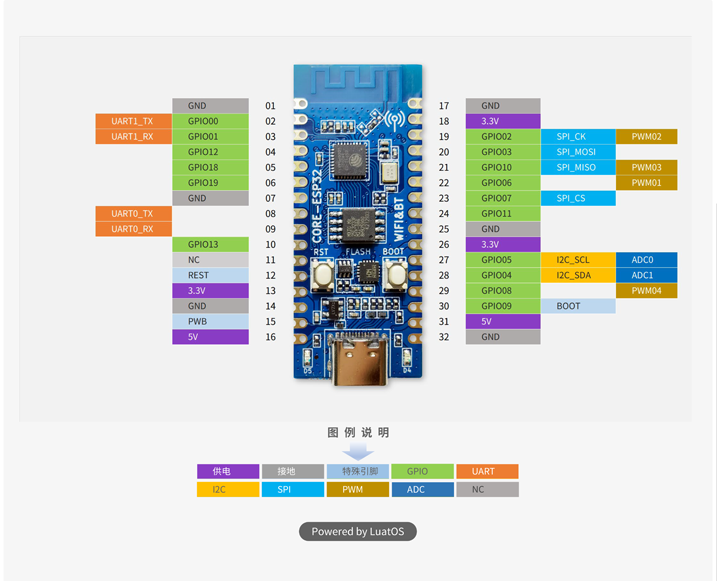 GND 01
UART1_TX GPIO00 02
UART1_RX GPIO01 03
GPIO12 04
GPIO18 05
GPIO19 06
GND 07
UART0_TX 08
UART0_RX 09
GPIO13 10
NC 11
REST 12
3.3V 13
GND 14
PWB 15
5V 16
CORE-ESP32
WIFI&BT
RST FLASH BOOT
D5 D4
17 GND
18 3.3V
19 GPIO02 SPI_CK PWM02
20 GPIO03 SPI_MOSI
21 GPIO10 SPI_MISO PWM03
22 GPIO06 PWM01
23 GPIO07 SPI_CS
24 GPIO11
25 GND
26 3.3V
27 GPIO05 I2C_SCL ADC0
28 GPIO04 I2C_SDA ADC1
29 GPIO08 PWM04
30 GPIO09 BOOT
31 5V
32 GND
图例说明
供电 接地 特殊引脚 GPIO UART
I2C SPI PWM ADC NC
Powered by LuatOS